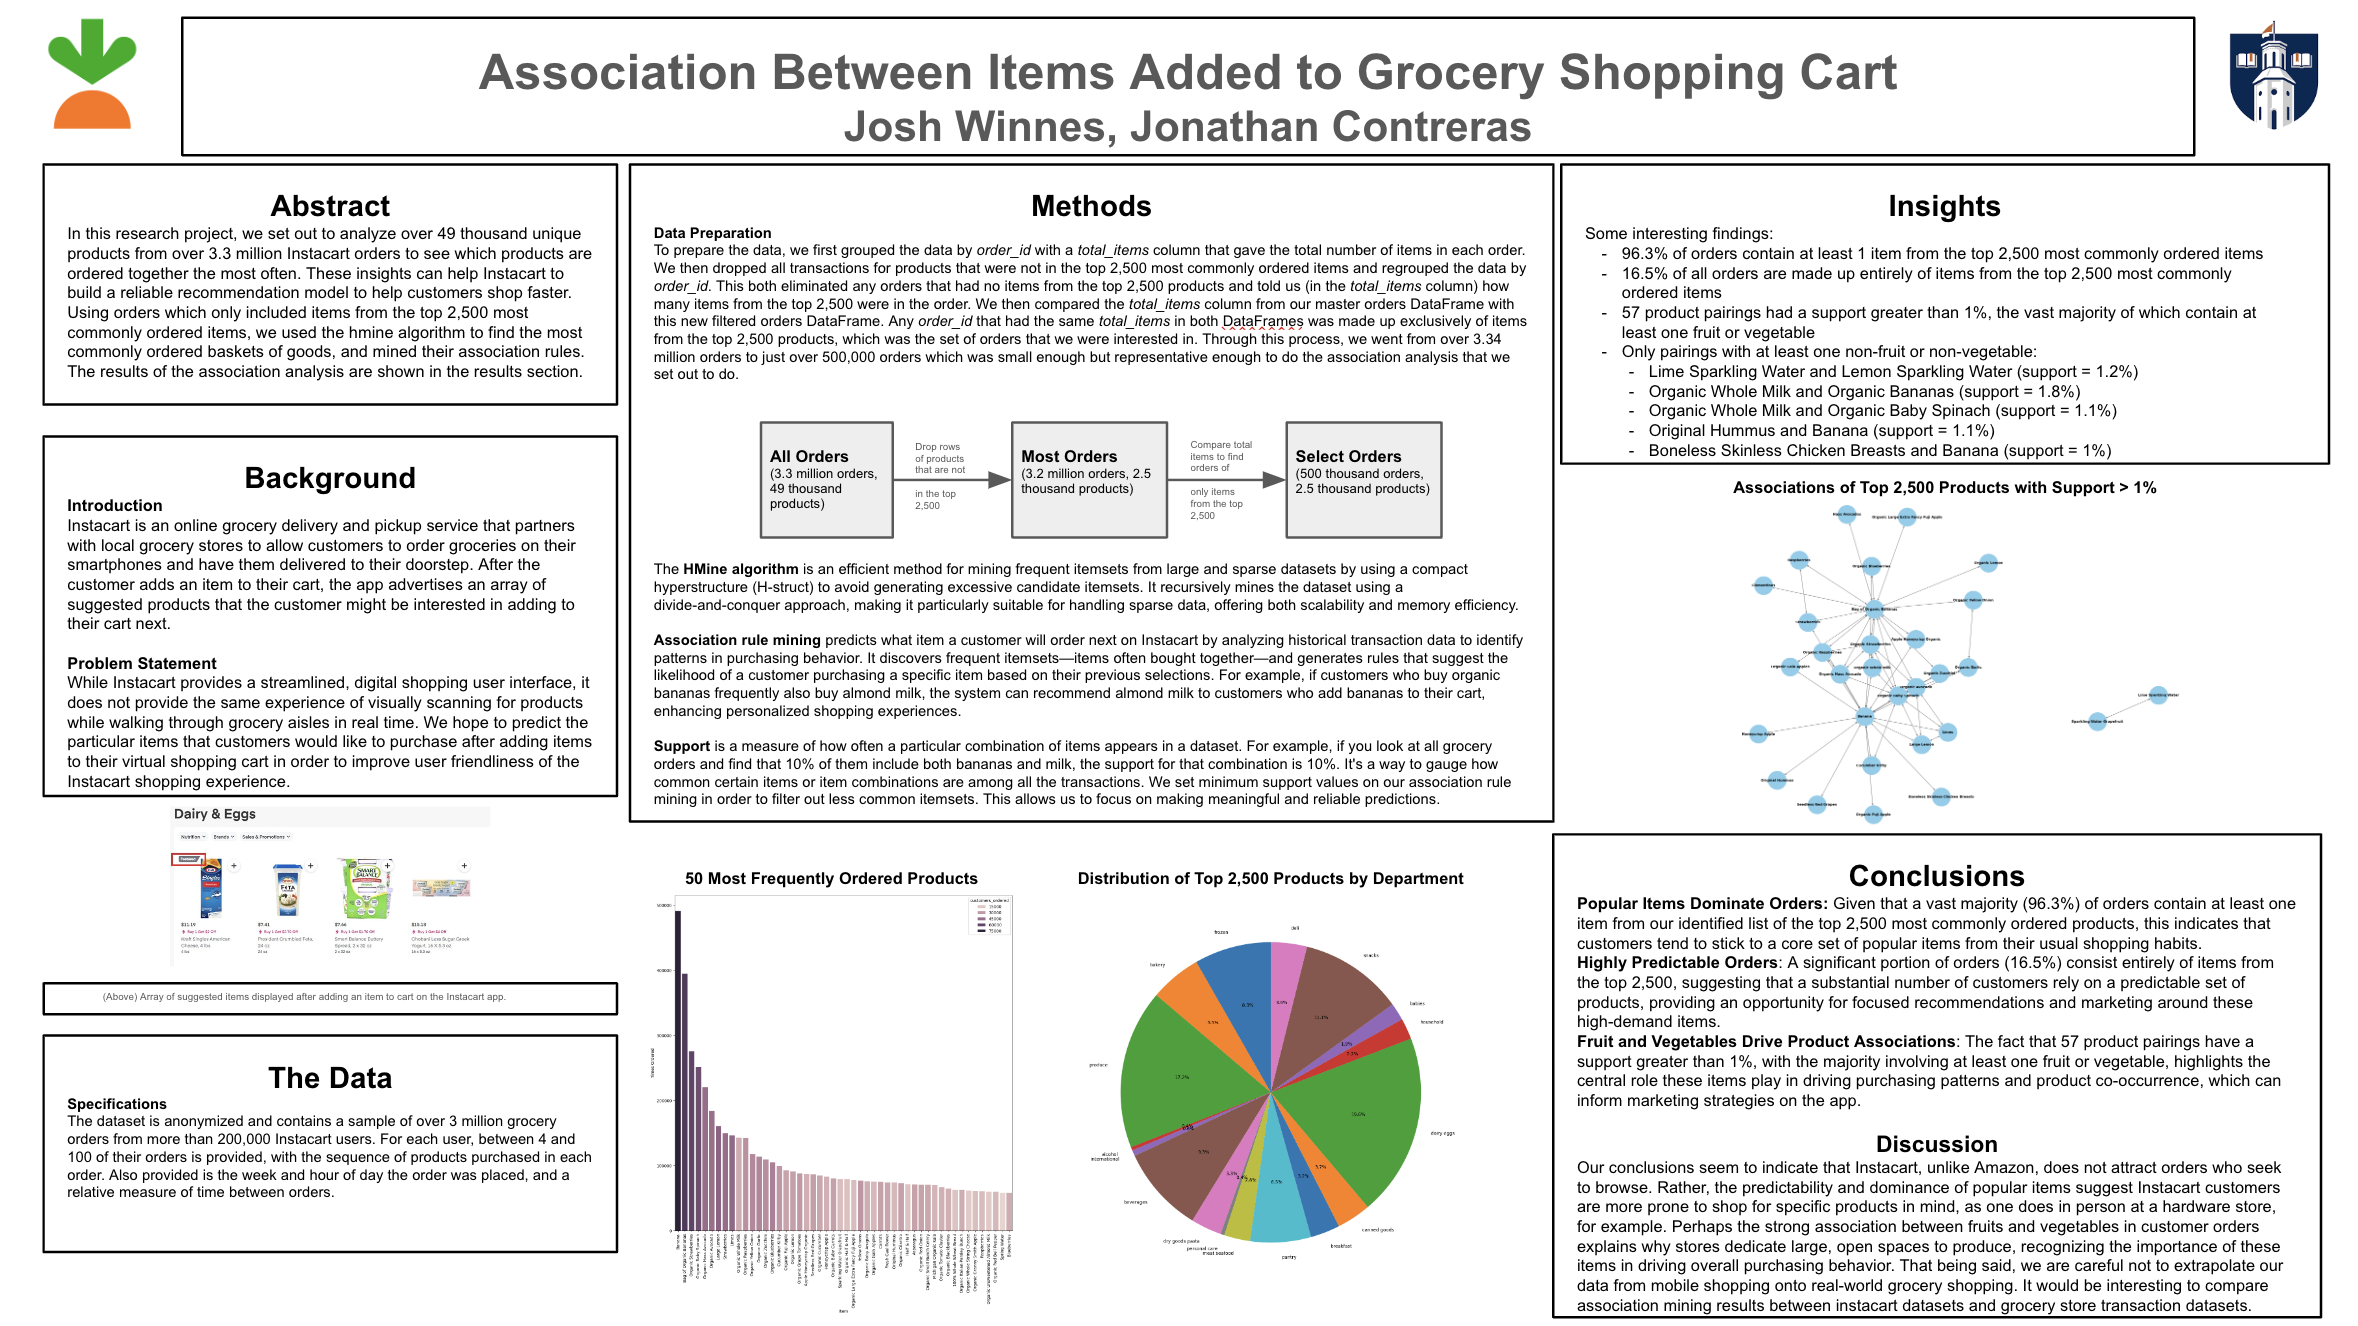 Association Between Items Added to Grocery Shopping Cart
Josh Winnes, Jonathan Contreras
Abstract
In this research project, we set out to analyze over 49 thousand unique
products from over 3.3 million Instacart orders to see which products are
ordered together the most often. These insights can help Instacart to
build a reliable recommendation model to help customers shop faster.
Using orders which only included items from the top 2,500 most
commonly ordered items, we used the hmine algorithm to find the most
commonly ordered baskets of goods, and mined their association rules.
The results of the association analysis are shown in the results section.
Background
Introduction
Instacart is an online grocery delivery and pickup service that partners
with local grocery stores to allow customers to order groceries on their
smartphones and have them delivered to their doorstep. After the
customer adds an item to their cart, the app advertises an array of
suggested products that the customer might be interested in adding to
their cart next.
Problem Statement
While Instacart provides a streamlined, digital shopping user interface, it
does not provide the same experience of visually scanning for products
while walking through grocery aisles in real time. We hope to predict the
particular items that customers would like to purchase after adding items
to their virtual shopping cart in order to improve user friendliness of the
Instacart shopping experience.
Dairy & Eggs
Nutrition
Brands
Sales & Promotions
(Above) Array of suggested items displayed after adding an item to cart on the Instacart app.
The Data
Specifications
The dataset is anonymized and contains a sample of over 3 million grocery
orders from more than 200,000 Instacart users. For each user, between 4 and
100 of their orders is provided, with the sequence of products purchased in each
order. Also provided is the week and hour of day the order was placed, and a
relative measure of time between orders.
Methods
Data Preparation
To prepare the data, we first grouped the data by order_id with a total_items column that gave the total number of items in each order.
We then dropped all transactions for products that were not in the top 2,500 most commonly ordered items and regrouped the data by
order_id. This both eliminated any orders that had no items from the top 2,500 products and told us (in the total_items column) how
many items from the top 2,500 were in the order. We then compared the total_items column from our master orders DataFrame with
this new filtered orders DataFrame. Any order_id that had the same total_items in both DataFrames was made up exclusively of items
from the top 2,500 products, which was the set of orders that we were interested in. Through this process, we went from over 3.34
million orders to just over 500,000 orders which was small enough but representative enough to do the association analysis that we
set out to do.
All Orders
(3.3 million orders,
49 thousand
products)
Drop rows
of products
that are not
in the top
2,500
Most Orders
(3.2 million orders, 2.5
thousand products)
Compare total
items to find
orders of
only items
from the top
2,500
Select Orders
(500 thousand orders,
2.5 thousand products)
The HMine algorithm is an efficient method for mining frequent itemsets from large and sparse datasets by using a compact
hyperstructure (H-struct) to avoid generating excessive candidate itemsets. It recursively mines the dataset using a
divide-and-conquer approach, making it particularly suitable for handling sparse data, offering both scalability and memory efficiency.
Association rule mining predicts what item a customer will order next on Instacart by analyzing historical transaction data to identify
patterns in purchasing behavior. It discovers frequent itemsets—items often bought together—and generates rules that suggest the
likelihood of a customer purchasing a specific item based on their previous selections. For example, if customers who buy organic
bananas frequently also buy almond milk, the system can recommend almond milk to customers who add bananas to their cart,
enhancing personalized shopping experiences.
Support is a measure of how often a particular combination of items appears in a dataset. For example, if you look at all grocery
orders and find that 10% of them include both bananas and milk, the support for that combination is 10%. It's a way to gauge how
common certain items or item combinations are among all the transactions. We set minimum support values on our association rule
mining in order to filter out less common itemsets. This allows us to focus on making meaningful and reliable predictions.
50 Most Frequently Ordered Products
customers_ordered
Distribution of Top 2,500 Products by Department
deli
snacks
babies
household
dairy eggs
canned goods
breakfast
pantry
meat seafood
personal care
dry goods pasta
beverages
international
alcohol
produce
bakery
frozen
Insights
Some interesting findings:
- 96.3% of orders contain at least 1 item from the top 2,500 most commonly ordered items
- 16.5% of all orders are made up entirely of items from the top 2,500 most commonly
ordered items
- 57 product pairings had a support greater than 1%, the vast majority of which contain at
least one fruit or vegetable
- Only pairings with at least one non-fruit or non-vegetable:
- Lime Sparkling Water and Lemon Sparkling Water (support = 1.2%)
- Organic Whole Milk and Organic Bananas (support = 1.8%)
- Organic Whole Milk and Organic Baby Spinach (support = 1.1%)
- Original Hummus and Banana (support = 1.1%)
- Boneless Skinless Chicken Breasts and Banana (support = 1%)
Associations of Top 2,500 Products with Support > 1%
Lime Sparkling Water
Sparkling Water Grapefruit
Conclusions
Popular Items Dominate Orders: Given that a vast majority (96.3%) of orders contain at least one
item from our identified list of the top 2,500 most commonly ordered products, this indicates that
customers tend to stick to a core set of popular items from their usual shopping habits.
Highly Predictable Orders: A significant portion of orders (16.5%) consist entirely of items from
the top 2,500, suggesting that a substantial number of customers rely on a predictable set of
products, providing an opportunity for focused recommendations and marketing around these
high-demand items.
Fruit and Vegetables Drive Product Associations: The fact that 57 product pairings have a
support greater than 1%, with the majority involving at least one fruit or vegetable, highlights the
central role these items play in driving purchasing patterns and product co-occurrence, which can
inform marketing strategies on the app.
Discussion
Our conclusions seem to indicate that Instacart, unlike Amazon, does not attract orders who seek
to browse. Rather, the predictability and dominance of popular items suggest Instacart customers
are more prone to shop for specific products in mind, as one does in person at a hardware store,
for example. Perhaps the strong association between fruits and vegetables in customer orders
explains why stores dedicate large, open spaces to produce, recognizing the importance of these
items in driving overall purchasing behavior. That being said, we are careful not to extrapolate our
data from mobile shopping onto real-world grocery shopping. It would be interesting to compare
association mining results between instacart datasets and grocery store transaction datasets.